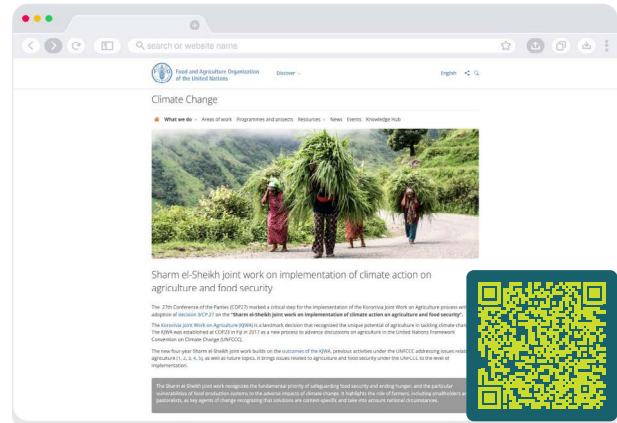 search or website name
Food and Agriculture Organization
of the United Nations
Discover
English
Climate Change
What we do Areas of work Programmes and projects Resources News Events Knowledge Hub
Sharm el-Sheikh joint work on implementation of climate action on
agriculture and food security
The 27th Conference of the Parties (COP27) marked a critical step for the implementation of the Koronivia Joint Work on Agriculture process wi
adoption of decision 3/CP.27 on the "Sharm el-Sheikh joint work on implementation of climate action on agriculture and food security".
The Koronivia Joint Work on Agriculture (KJWA) is a landmark decision that recognized the unique potential of agriculture in tackling climate chan
The KJWA was established at COP23 in Fiji in 2017 as a new process to advance discussions on agriculture in the United Nations Framework
Convention on Climate Change (UNFCCC).
The new four-year Sharm el-Sheikh joint work builds on the outcomes of the KJWA, previous activities under the UNFCCC addressing issues relat
agriculture (1, 2, 3, 4, 5), as well as future topics. It brings issues related to agriculture and food security under the UNFCCC to the level of
implementation.
The Sharm el-Sheikh joint work recognizes the fundamental priority of safeguarding food security and ending hunger, and the particular
vulnerabilities of food production systems to the adverse impacts of climate change. It highlights the role of farmers, including smallholders a
pastoralists, as key agents of change recognizing that solutions are context-specific and take into account national circumstances.